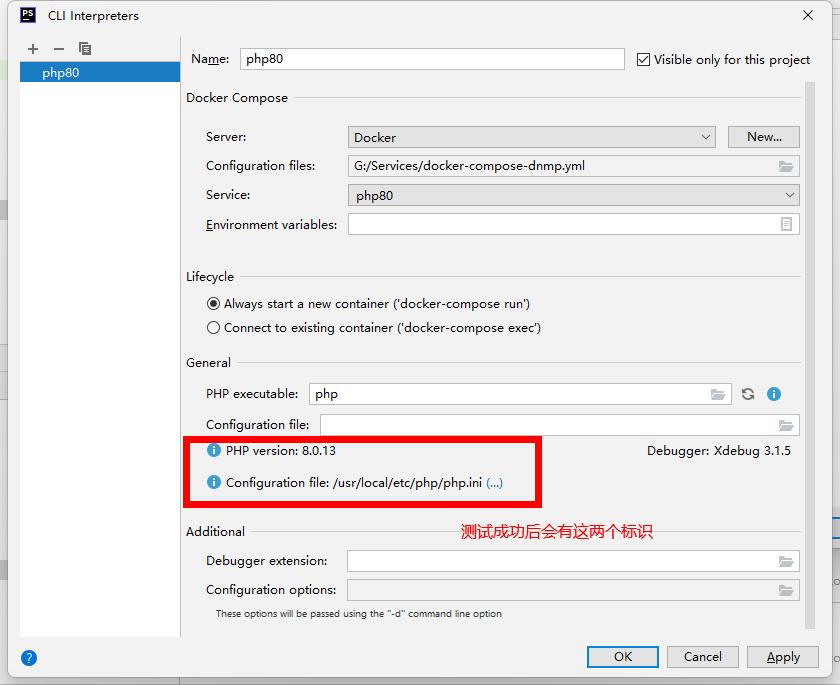 PS
CLI Interpreters
php80
Name: php80
Visible only for this project
Docker Compose
Server: Docker New...
Configuration files: G:/Services/docker-compose-dnmp.yml
Service: php80
Environment variables:
Lifecycle
Always start a new container ('docker-compose run')
Connect to existing container ('docker-compose exec')
General
PHP executable: php
Configuration file:
PHP version: 8.0.13 Debugger: Xdebug 3.1.5
Configuration file: /usr/local/etc/php/php.ini (...)
Additional
测试成功后会有这两个标识
Debugger extension:
Configuration options:
These options will be passed using the "-d" command line option
? OK Cancel Apply